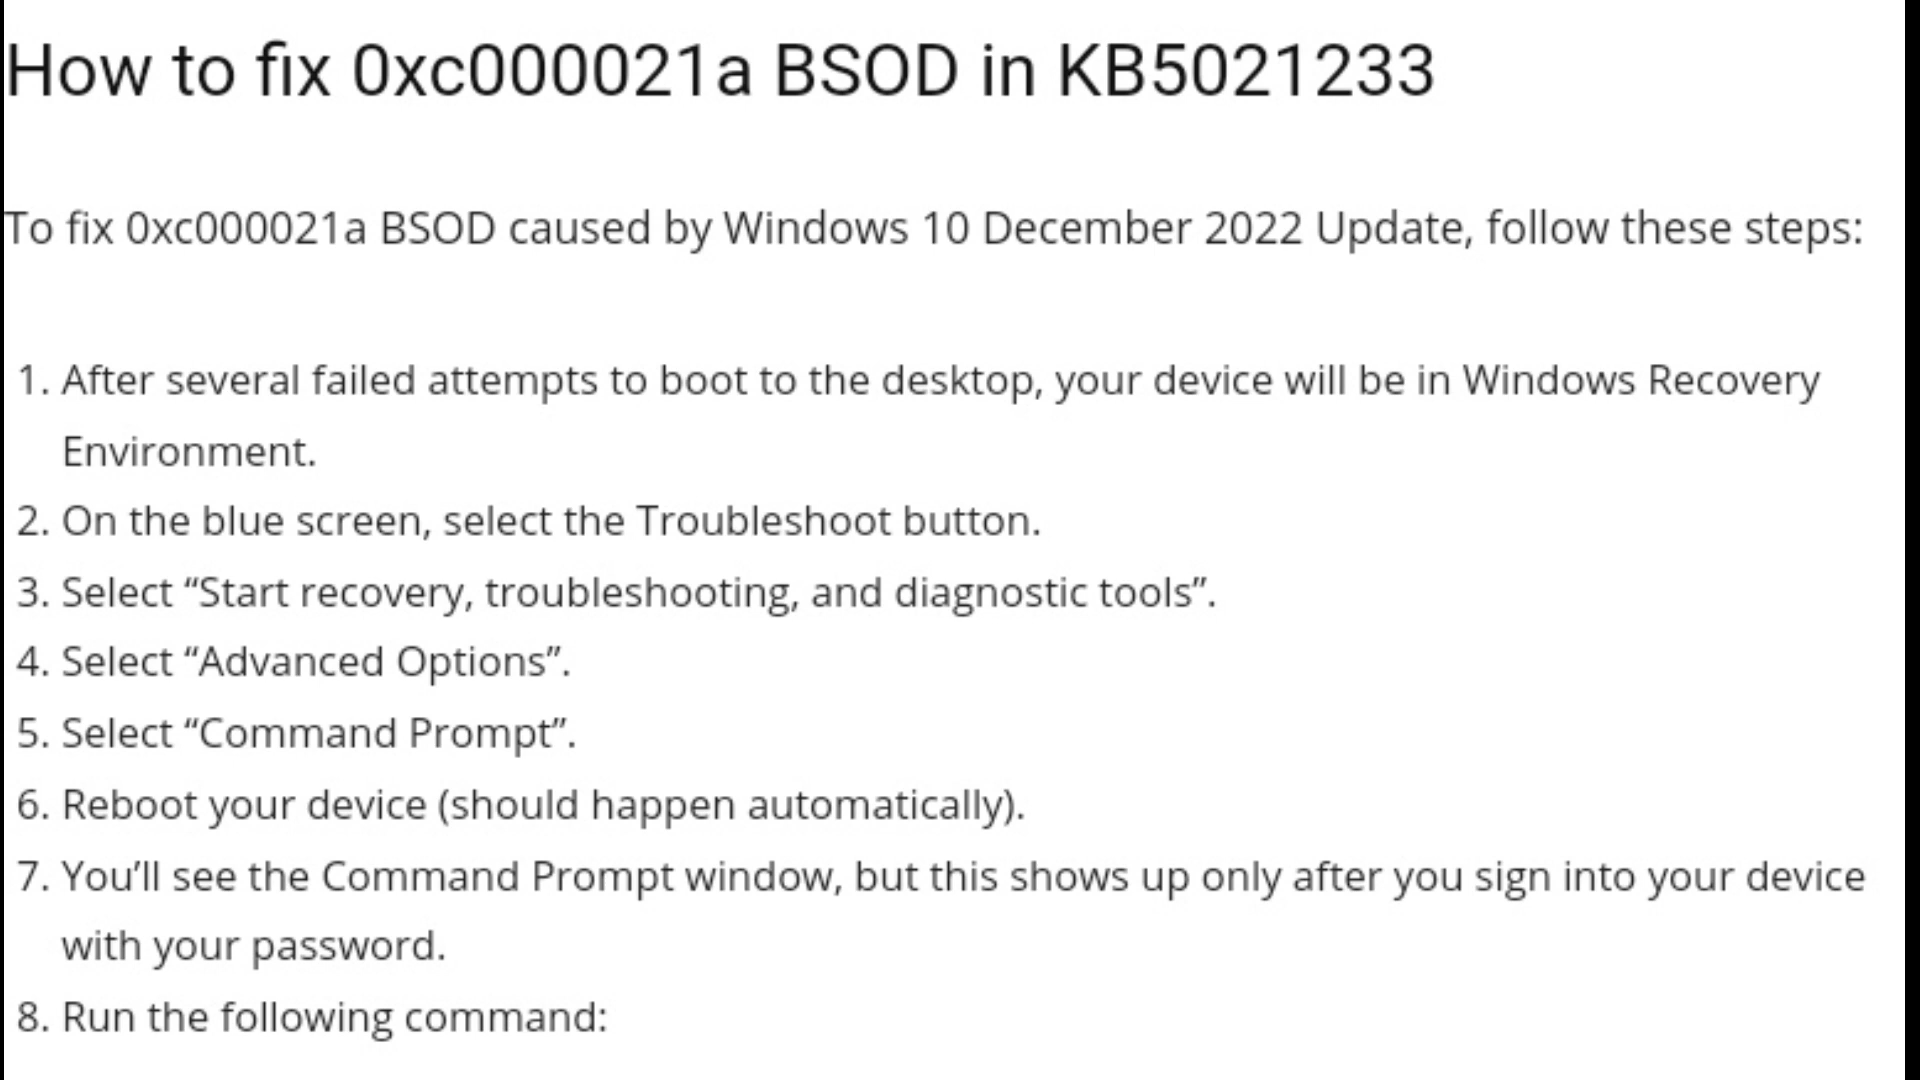 How to fix 0xc000021a BSOD in KB5021233
To fix 0xc000021a BSOD caused by Windows 10 December 2022 Update, follow these steps:
1. After several failed attempts to boot to the desktop, your device will be in Windows Recovery
Environment.
2. On the blue screen, select the Troubleshoot button.
3. Select “Start recovery, troubleshooting, and diagnostic tools”.
4. Select “Advanced Options”.
5. Select “Command Prompt”.
6. Reboot your device (should happen automatically).
7. You’ll see the Command Prompt window, but this shows up only after you sign into your device
with your password.
8. Run the following command: